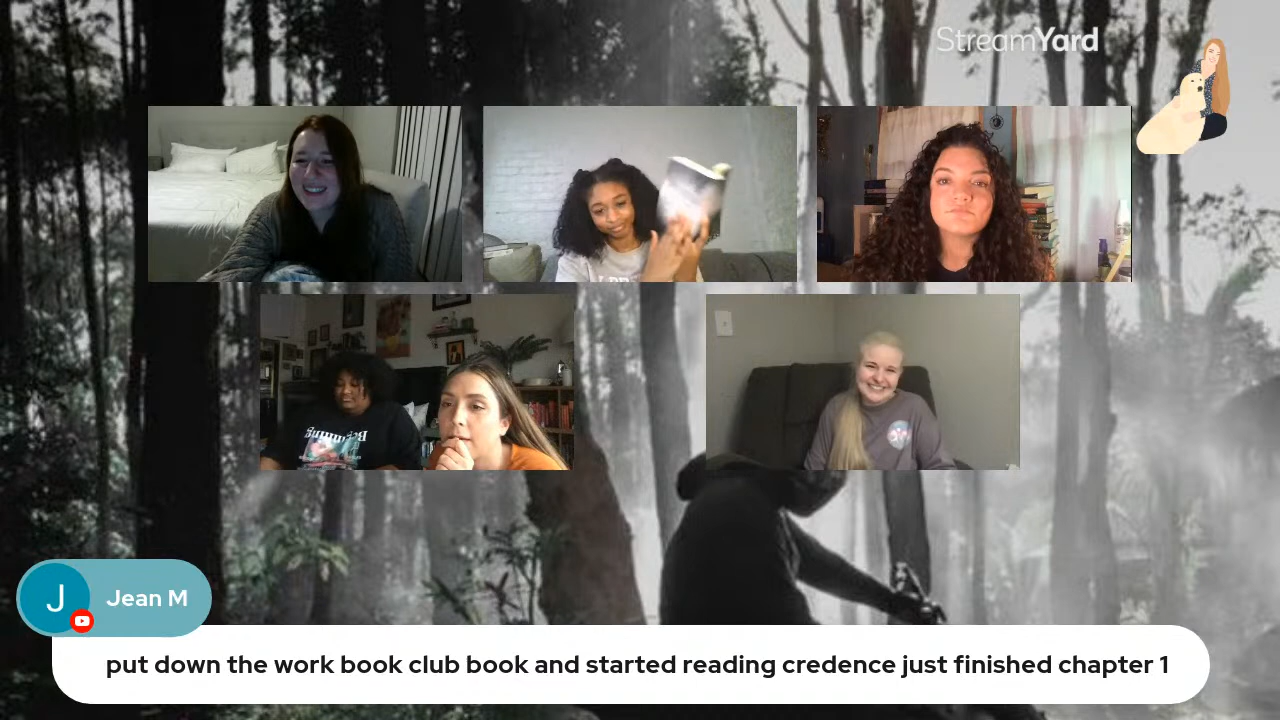 StreamYard
J
Jean M
put down the work book club book and started reading credence just finished chapter 1